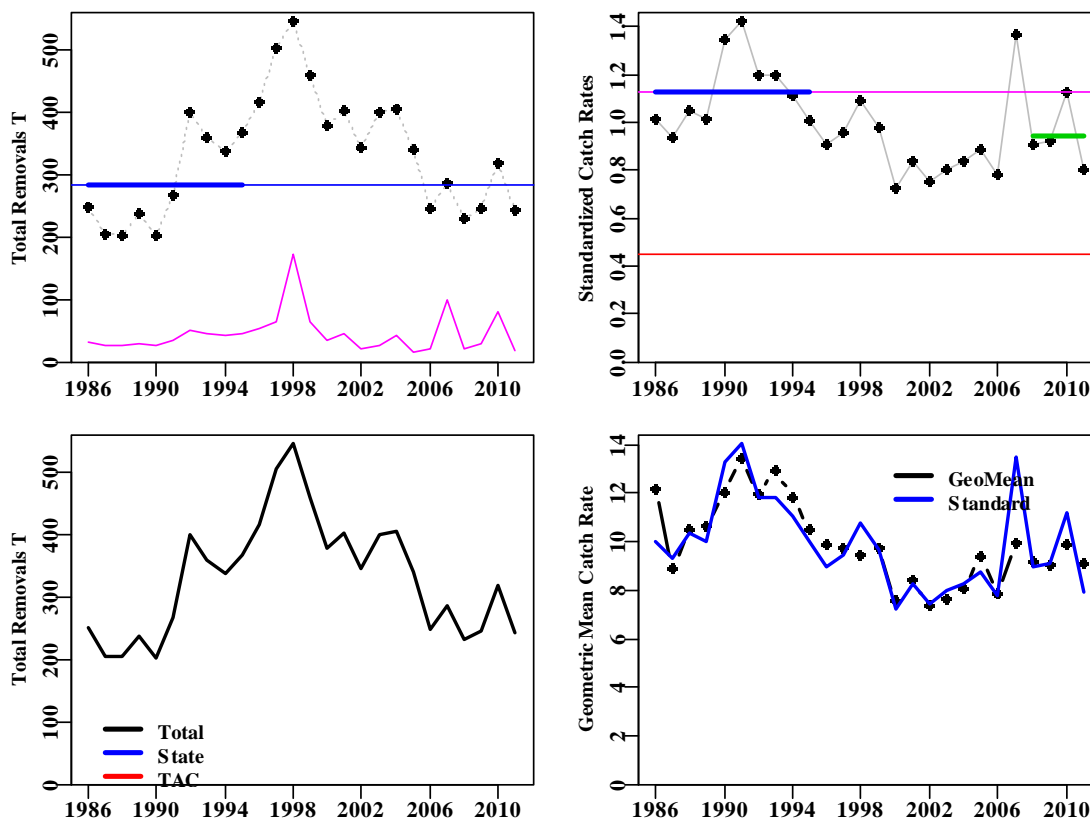 Total Removals T
0 100 200 300 400 500
1986 1990 1994 1998 2002 2006 2010
Standardized Catch Rates
0.0 0.2 0.4 0.6 0.8 1.0 1.2 1.4
1986 1990 1994 1998 2002 2006 2010
Total Removals T
0 100 200 300 400 500
Total
State
TAC
1986 1990 1994 1998 2002 2006 2010
Geometric Mean Catch Rate
0 2 4 6 8 10 12 14
GeoMean
Standard
1986 1990 1994 1998 2002 2006 2010